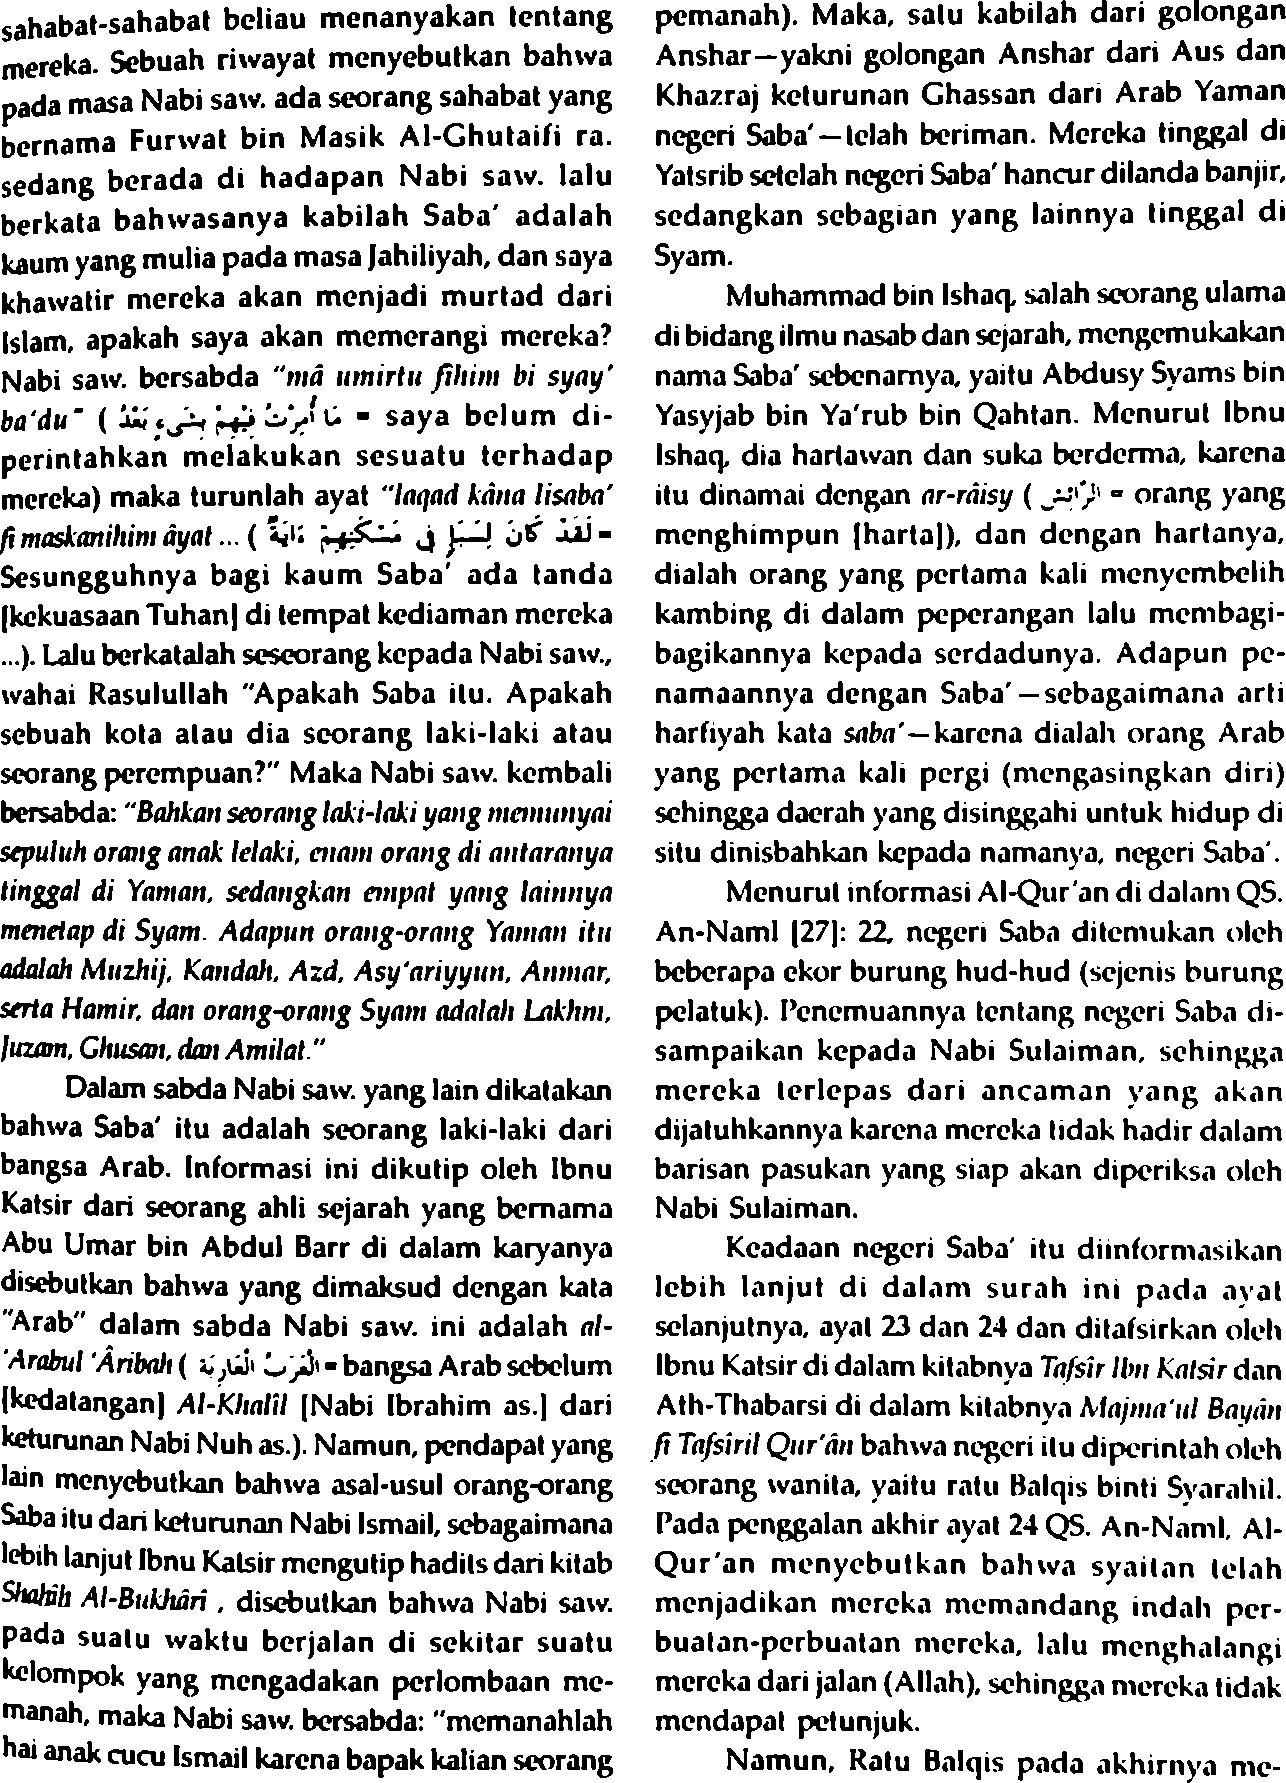 sahabat-sahabat beliau menanyakan tentang
mereka. Sebuah riwayat menyebutkan bahwa
pada masa Nabi saw. ada seorang sahabat yang
bernama Furwat bin Masik Al-Ghutaifi ra.
sedang berada di hadapan Nabi saw. lalu
berkata bahwasanya kabilah Saba' adalah
kaum yang mulia pada masa Jahiliyah, dan saya
khawatir mereka akan menjadi murtad dari
Islam, apakah saya akan memerangi mereka?
Nabi saw. bersabda "mâ umirtu fîhim bi syay'
ba'du" ( مَا أُمِرْتُ فِيْهِمْ بِشَىْءٍ بَعْدُ = saya belum di-
perintahkan melakukan sesuatu terhadap
mereka) maka turunlah ayat "laqad kâna lisaba'
fi maskanihim âyat ... ( لَقَدْ كَانَ لِسَبَإٍ فِى مَسْكَنِهِمْ ءَايَةٌ =
Sesungguhnya bagi kaum Saba' ada tanda
[kekuasaan Tuhan] di tempat kediaman mereka
...). Lalu berkatalah seseorang kepada Nabi saw.,
wahai Rasulullah "Apakah Saba itu. Apakah
sebuah kota atau dia seorang laki-laki atau
seorang perempuan?" Maka Nabi saw. kembali
bersabda: "Bahkan seorang laki-laki yang mempunyai
sepuluh orang anak lelaki, enam orang di antaranya
tinggal di Yaman, sedangkan empat yang lainnya
menetap di Syam. Adapun orang-orang Yaman itu
adalah Muzhij, Kandah, Azd, Asy'ariyyun, Anmar,
serta Hamir, dan orang-orang Syam adalah Lakhm,
Juzam, Ghusan, dan Amilat."
Dalam sabda Nabi saw. yang lain dikatakan
bahwa Saba' itu adalah seorang laki-laki dari
bangsa Arab. Informasi ini dikutip oleh Ibnu
Katsir dari seorang ahli sejarah yang bernama
Abu Umar bin Abdul Barr di dalam karyanya
disebutkan bahwa yang dimaksud dengan kata
"Arab" dalam sabda Nabi saw. ini adalah al-
'Arabul 'Âribah ( الْعَرَبُ الْعَارِبَةُ = bangsa Arab sebelum
[kedatangan] Al-Khalîl [Nabi Ibrahim as.] dari
keturunan Nabi Nuh as.). Namun, pendapat yang
lain menyebutkan bahwa asal-usul orang-orang
Saba itu dari keturunan Nabi Ismail, sebagaimana
lebih lanjut Ibnu Katsir mengutip hadits dari kitab
Shahîh Al-Bukhâri , disebutkan bahwa Nabi saw.
pada suatu waktu berjalan di sekitar suatu
kelompok yang mengadakan perlombaan me-
manah, maka Nabi saw. bersabda: "memanahlah
hai anak cucu Ismail karena bapak kalian seorang
pemanah). Maka, satu kabilah dari golongan
Anshar—yakni golongan Anshar dari Aus dan
Khazraj keturunan Ghassan dari Arab Yaman
negeri Saba'—telah beriman. Mereka tinggal di
Yatsrib setelah negeri Saba' hancur dilanda banjir,
sedangkan sebagian yang lainnya tinggal di
Syam.
Muhammad bin Ishaq, salah seorang ulama
di bidang ilmu nasab dan sejarah, mengemukakan
nama Saba' sebenarnya, yaitu Abdusy Syams bin
Yasyjab bin Ya'rub bin Qahtan. Menurut Ibnu
Ishaq, dia hartawan dan suka berderma, karena
itu dinamai dengan ar-râisy ( الرَّائِشُ = orang yang
menghimpun [harta]), dan dengan hartanya,
dialah orang yang pertama kali menyembelih
kambing di dalam peperangan lalu membagi-
bagikannya kepada serdadunya. Adapun pe-
namaannya dengan Saba'—sebagaimana arti
harfiyah kata saba'—karena dialah orang Arab
yang pertama kali pergi (mengasingkan diri)
sehingga daerah yang disinggahi untuk hidup di
situ dinisbahkan kepada namanya, negeri Saba'.
Menurut informasi Al-Qur'an di dalam QS.
An-Naml [27]: 22, negeri Saba ditemukan oleh
beberapa ekor burung hud-hud (sejenis burung
pelatuk). Penemuannya tentang negeri Saba di-
sampaikan kepada Nabi Sulaiman, sehingga
mereka terlepas dari ancaman yang akan
dijatuhkannya karena mereka tidak hadir dalam
barisan pasukan yang siap akan diperiksa oleh
Nabi Sulaiman.
Keadaan negeri Saba' itu diinformasikan
lebih lanjut di dalam surah ini pada ayat
selanjutnya, ayat 23 dan 24 dan ditafsirkan oleh
Ibnu Katsir di dalam kitabnya Tafsîr Ibn Katsîr dan
Ath-Thabarsi di dalam kitabnya Majma'ul Bayân
fi Tafsîril Qur'ân bahwa negeri itu diperintah oleh
seorang wanita, yaitu ratu Balqis binti Syarahil.
Pada penggalan akhir ayat 24 QS. An-Naml, Al-
Qur'an menyebutkan bahwa syaitan telah
menjadikan mereka memandang indah per-
buatan-perbuatan mereka, lalu menghalangi
mereka dari jalan (Allah), sehingga mereka tidak
mendapat petunjuk.
Namun, Ratu Balqis pada akhirnya me-